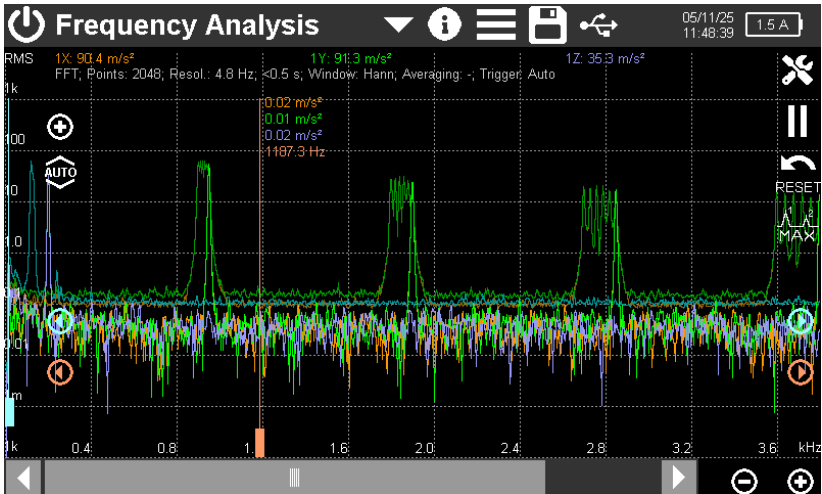 Frequency Analysis
05/11/25
11:48:39
1.5 A
RMS 1X: 90.4 m/s² 1Y: 91.3 m/s² 1Z: 35.3 m/s²
FFT; Points: 2048; Resol.: 4.8 Hz; <0.5 s; Window: Hann; Averaging: -; Trigger: Auto
1k
0.02 m/s²
0.01 m/s²
0.02 m/s²
1187.3 Hz
100
AUTO
10
RESET
MAX
1.0
0.01
m
1k 0.4 0.8 1. 1.6 2.0 2.4 2.8 3.2 3.6 kHz